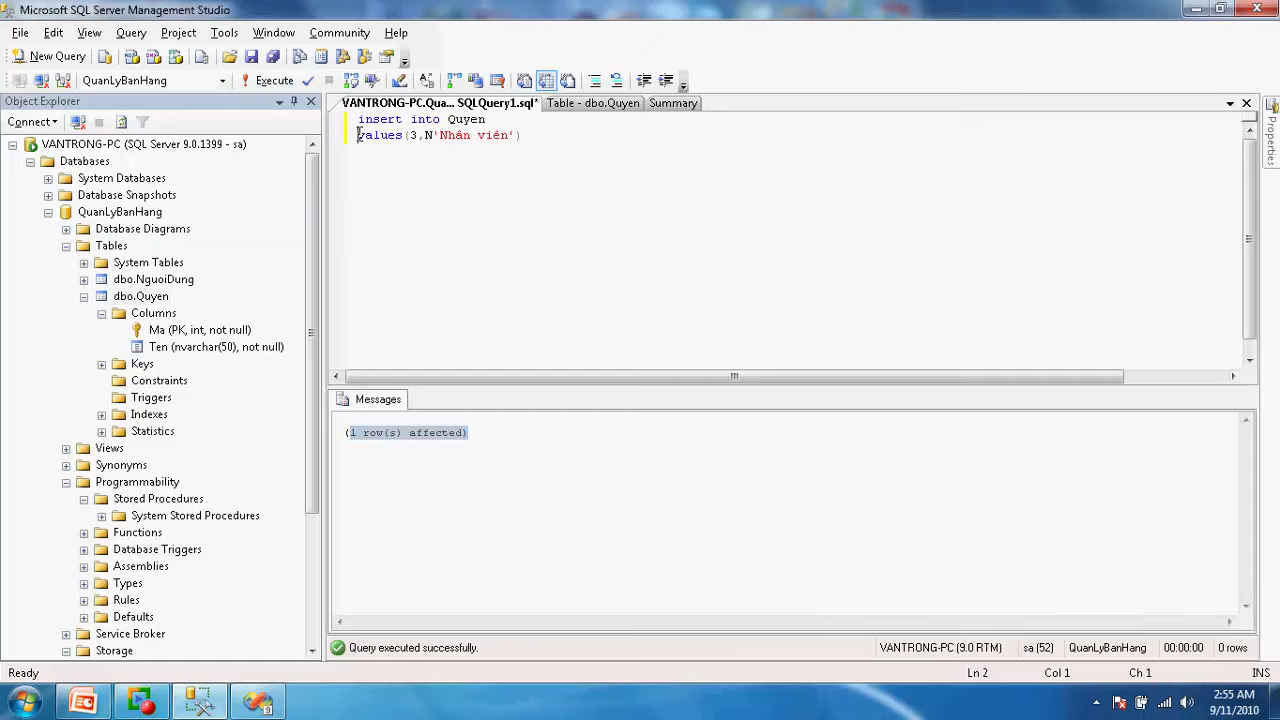 Microsoft SQL Server Management Studio
File Edit View Query Project Tools Window Community Help
New Query
QuanLyBanHang Execute
Object Explorer
VANTRONG-PC.Qua... SQLQuery1.sql* Table - dbo.Quyen Summary
Connect
insert into Quyen
values(3,N'Nhân viên')
Properties
VANTRONG-PC (SQL Server 9.0.1399 - sa)
Databases
System Databases
Database Snapshots
QuanLyBanHang
Database Diagrams
Tables
System Tables
dbo.NguoiDung
dbo.Quyen
Columns
Ma (PK, int, not null)
Ten (nvarchar(50), not null)
Keys
Constraints
Triggers
Indexes
Statistics
Views
Synonyms
Programmability
Stored Procedures
System Stored Procedures
Functions
Database Triggers
Assemblies
Types
Rules
Defaults
Service Broker
Storage
Messages
(1 row(s) affected)
Query executed successfully. VANTRONG-PC (9.0 RTM) sa (52) QuanLyBanHang 00:00:00 0 rows
Ready Ln 2 Col 1 Ch 1 INS
2:55 AM
9/11/2010